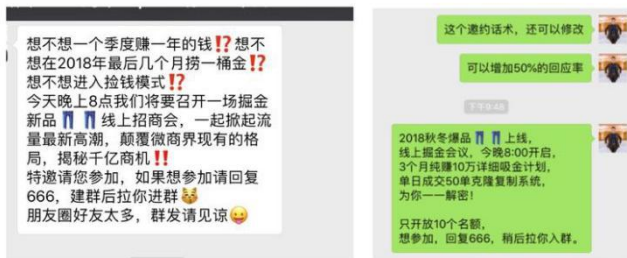 想不想一个季度赚一年的钱⁉️想不
想在2018年最后几个月捞一桶金⁉️
想不想进入捡钱模式⁉️
今天晚上8点我们将要召开一场掘金
新品👖👖线上招商会，一起掀起流
量最新高潮，颠覆微商界现有的格
局，揭秘千亿商机‼️
特邀请您参加，如果想参加请回复
666，建群后拉你进群😽
朋友圈好友太多，群发请见谅😛
这个邀约话术，还可以修改
可以增加50%的回应率
下午9:48
2018秋冬爆品👖👖上线，
线上掘金会议，今晚8:00开启，
3个月纯赚10万详细吸金计划，
单日成交50单克隆复制系统，
为你一一解密！
只开放10个名额，
想参加，回复666，稍后拉你入群。